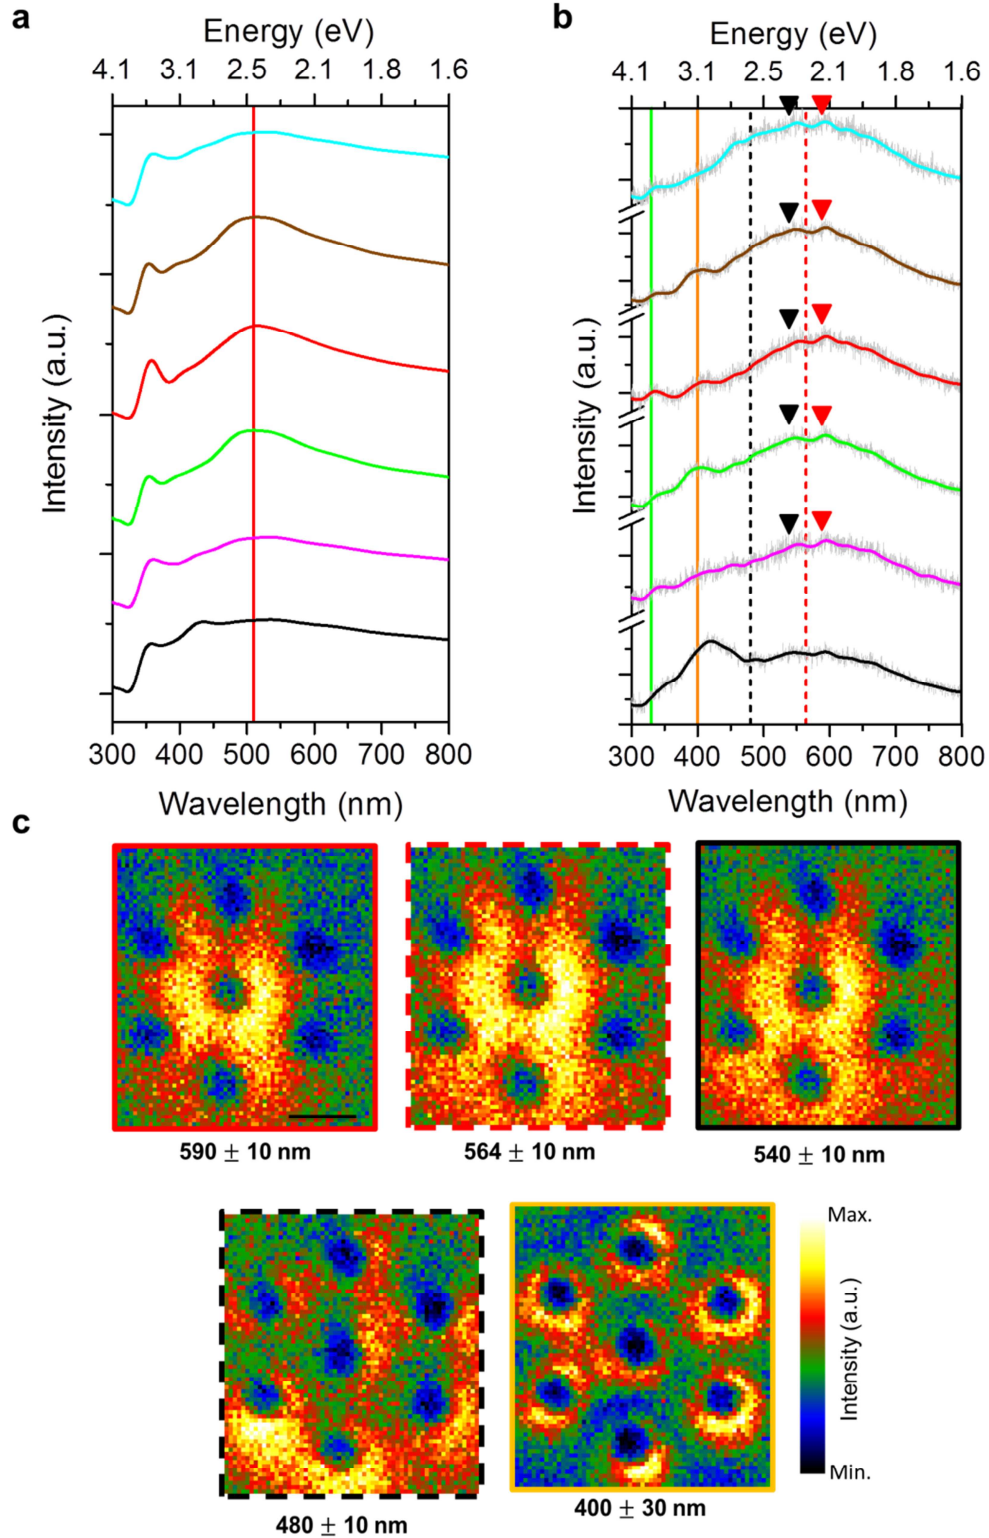 a
Energy (eV)
4.1 3.1 2.5 2.1 1.8 1.6
Intensity (a.u.)
300 400 500 600 700 800
Wavelength (nm)
b
Energy (eV)
4.1 3.1 2.5 2.1 1.8 1.6
Intensity (a.u.)
300 400 500 600 700 800
Wavelength (nm)
c
590 ± 10 nm
564 ± 10 nm
540 ± 10 nm
480 ± 10 nm
400 ± 30 nm
Max.
Intensity (a.u.)
Min.